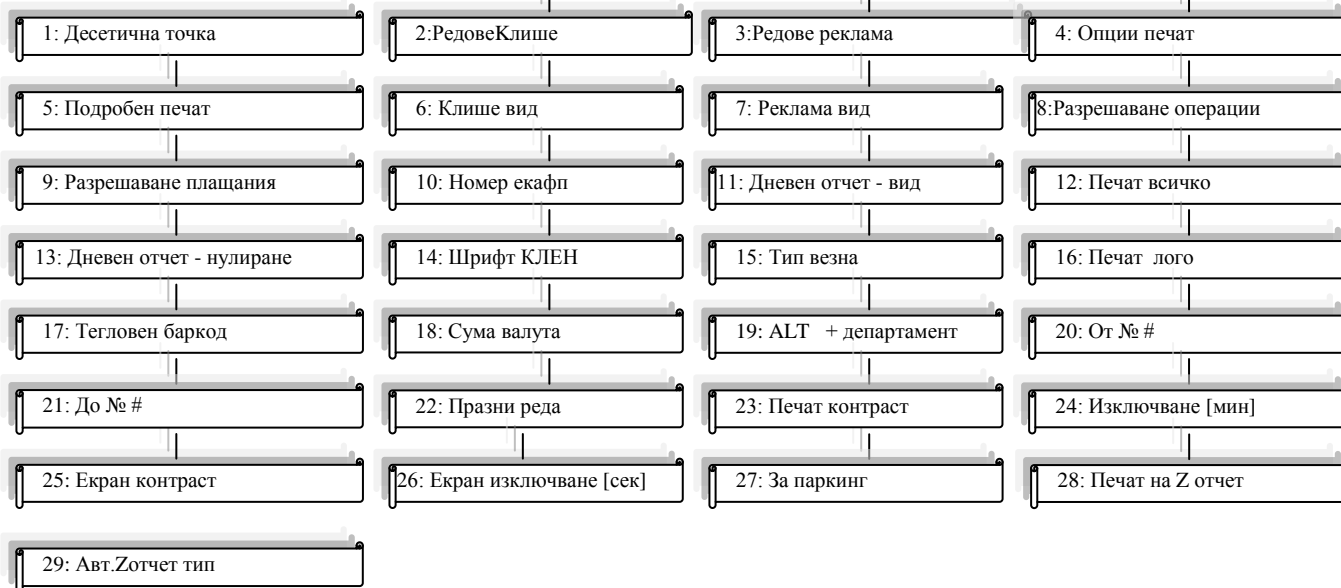 1: Десетична точка
2:РедовеКлише
3:Редове реклама
4: Опции печат
5: Подробен печат
6: Клише вид
7: Реклама вид
8:Разрешаване операции
9: Разрешаване плащания
10: Номер екафп
11: Дневен отчет - вид
12: Печат всичко
13: Дневен отчет - нулиране
14: Шрифт КЛЕН
15: Тип везна
16: Печат лого
17: Тегловен баркод
18: Сума валута
19: ALT + департамент
20: От № #
21: До № #
22: Празни реда
23: Печат контраст
24: Изключване [мин]
25: Екран контраст
26: Екран изключване [сек]
27: За паркинг
28: Печат на Z отчет
29: Авт.Zотчет тип